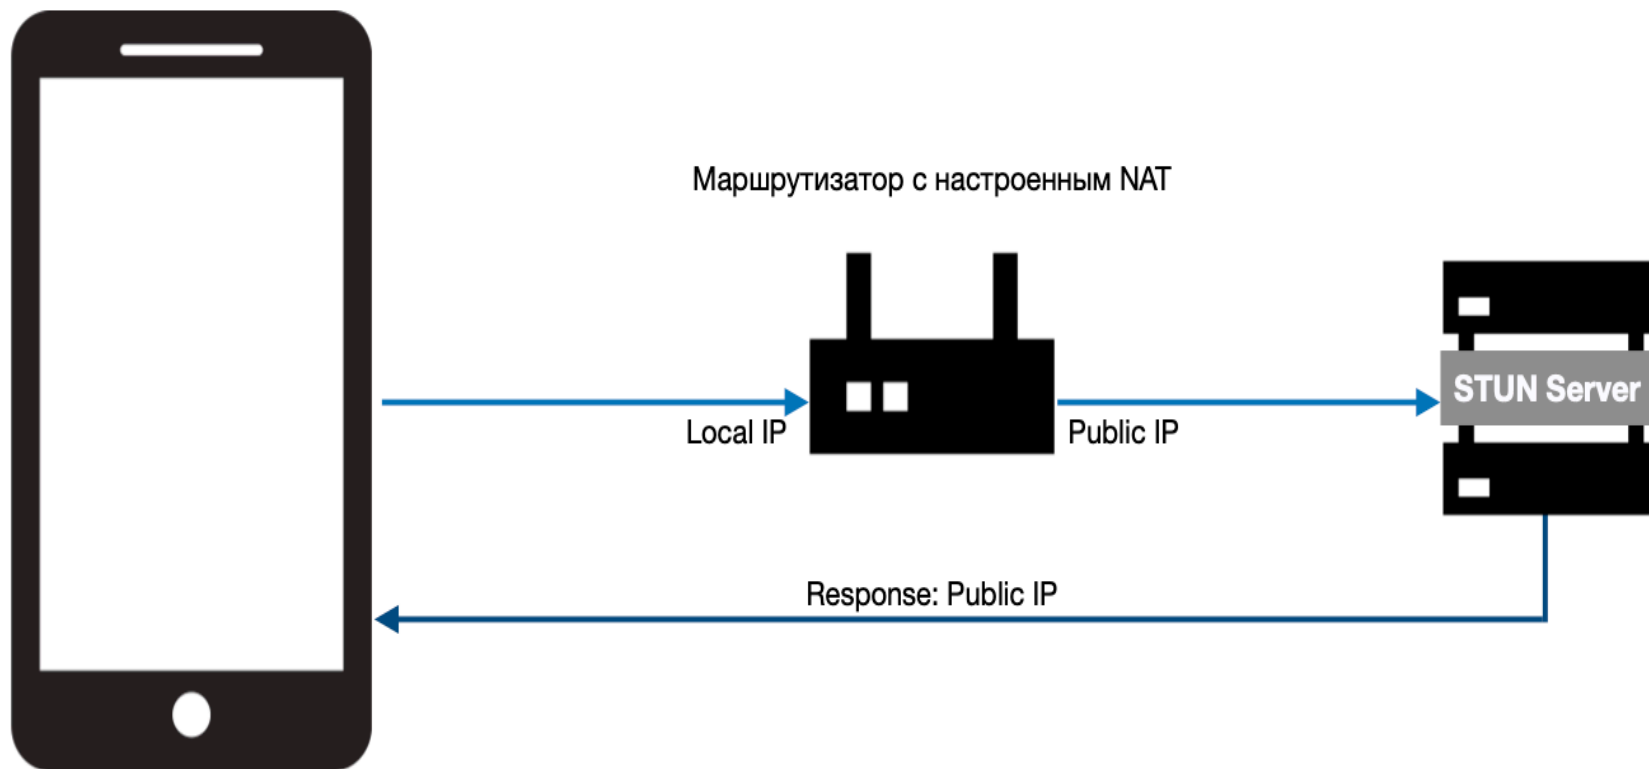 Маршрутизатор с настроенным NAT
STUN Server
Local IP
Public IP
Response: Public IP